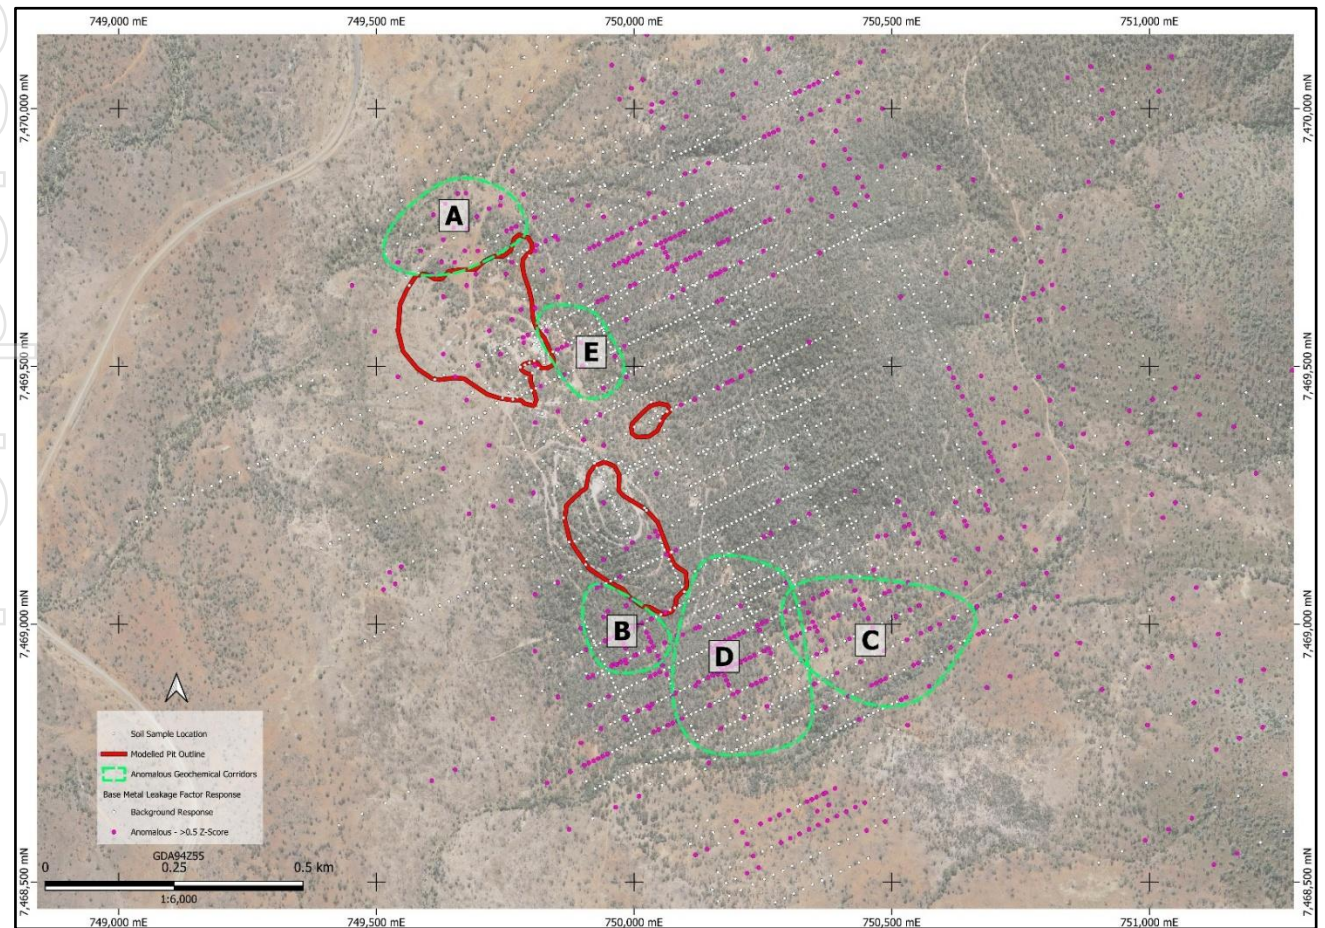 749,000 mE 749,500 mE 750,000 mE 750,500 mE 751,000 mE
7,470,000 mN 7,470,000 mN
A
E
7,469,500 mN 7,469,500 mN
B
D
C
7,469,000 mN 7,469,000 mN
Soil Sample Location
Modelled Pit Outline
Anomalous Geochemical Corridors
Base Metal Leakage Factor Response
Background Response
Anomalous - >0.5 Z-Score
GDA94Z55
0 0.25 0.5 km
1:6,000
7,468,500 mN 7,468,500 mN
749,000 mE 749,500 mE 750,000 mE 750,500 mE 751,000 mE